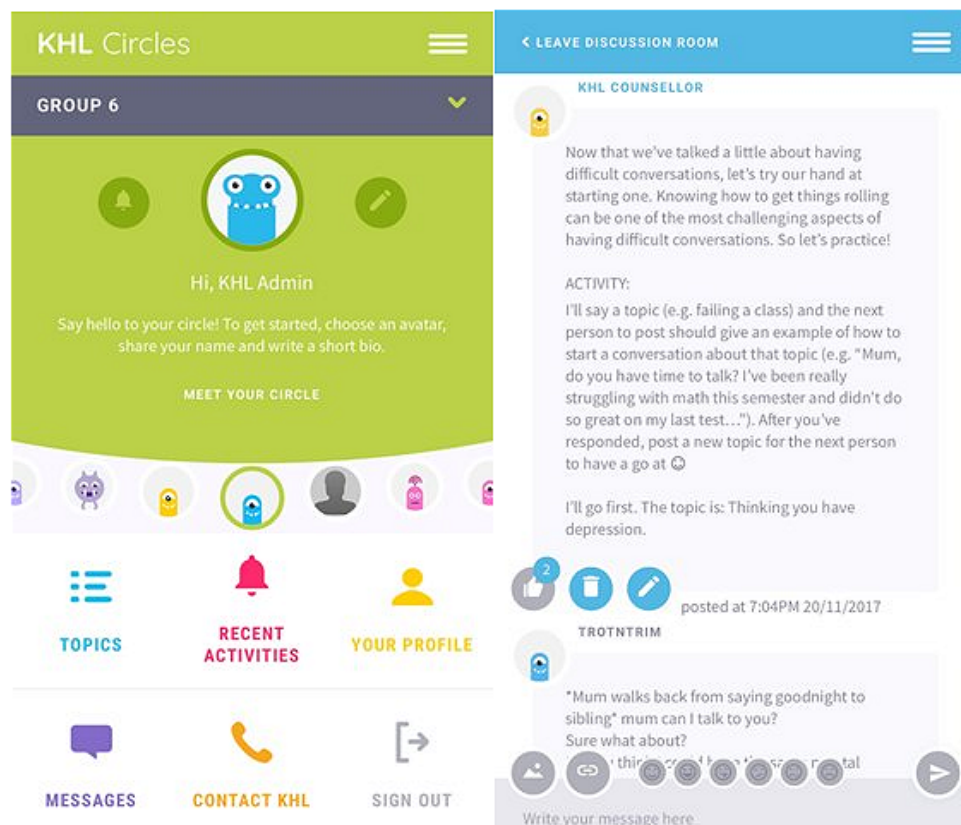 KHL Circles
GROUP 6
Hi, KHL Admin
Say hello to your circle! To get started, choose an avatar,
share your name and write a short bio.
MEET YOUR CIRCLE
TOPICS
RECENT
ACTIVITIES
YOUR PROFILE
MESSAGES
CONTACT KHL
SIGN OUT
< LEAVE DISCUSSION ROOM
KHL COUNSELLOR
Now that we've talked a little about having
difficult conversations, let's try our hand at
starting one. Knowing how to get things rolling
can be one of the most challenging aspects of
having difficult conversations. So let's practice!
ACTIVITY:
I'll say a topic (e.g. failing a class) and the next
person to post should give an example of how to
start a conversation about that topic (e.g. "Mum,
do you have time to talk? I've been really
struggling with math this semester and didn't do
so great on my last test..."). After you've
responded, post a new topic for the next person
to have a go at ☺
I'll go first. The topic is: Thinking you have
depression.
2
posted at 7:04PM 20/11/2017
TROTNTRIM
*Mum walks back from saying goodnight to
sibling* mum can I talk to you?
Sure what about?
Write your message here